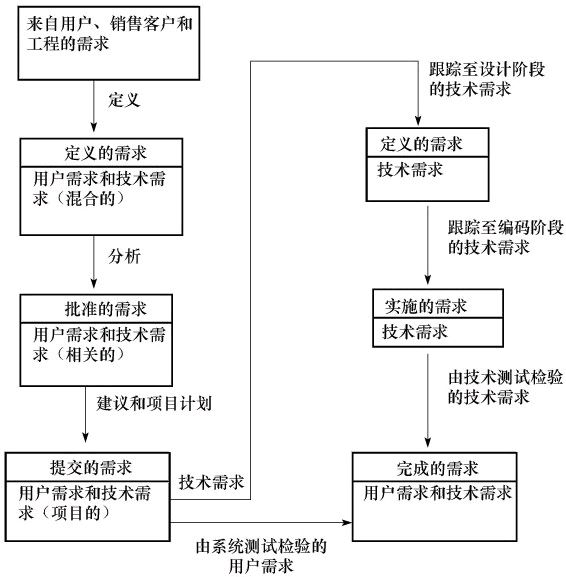 来自用户、销售客户和
工程的需求
定义
定义的需求
用户需求和技术需
求（混合的）
分析
批准的需求
用户需求和技术需
求（相关的）
建议和项目计划
提交的需求
用户需求和技术需
求（项目的）
技术需求
跟踪至设计阶段
的技术需求
定义的需求
技术需求
跟踪至编码阶段
的技术需求
实施的需求
技术需求
由技术测试检验
的技术需求
完成的需求
用户需求和技术需求
由系统测试检验的
用户需求